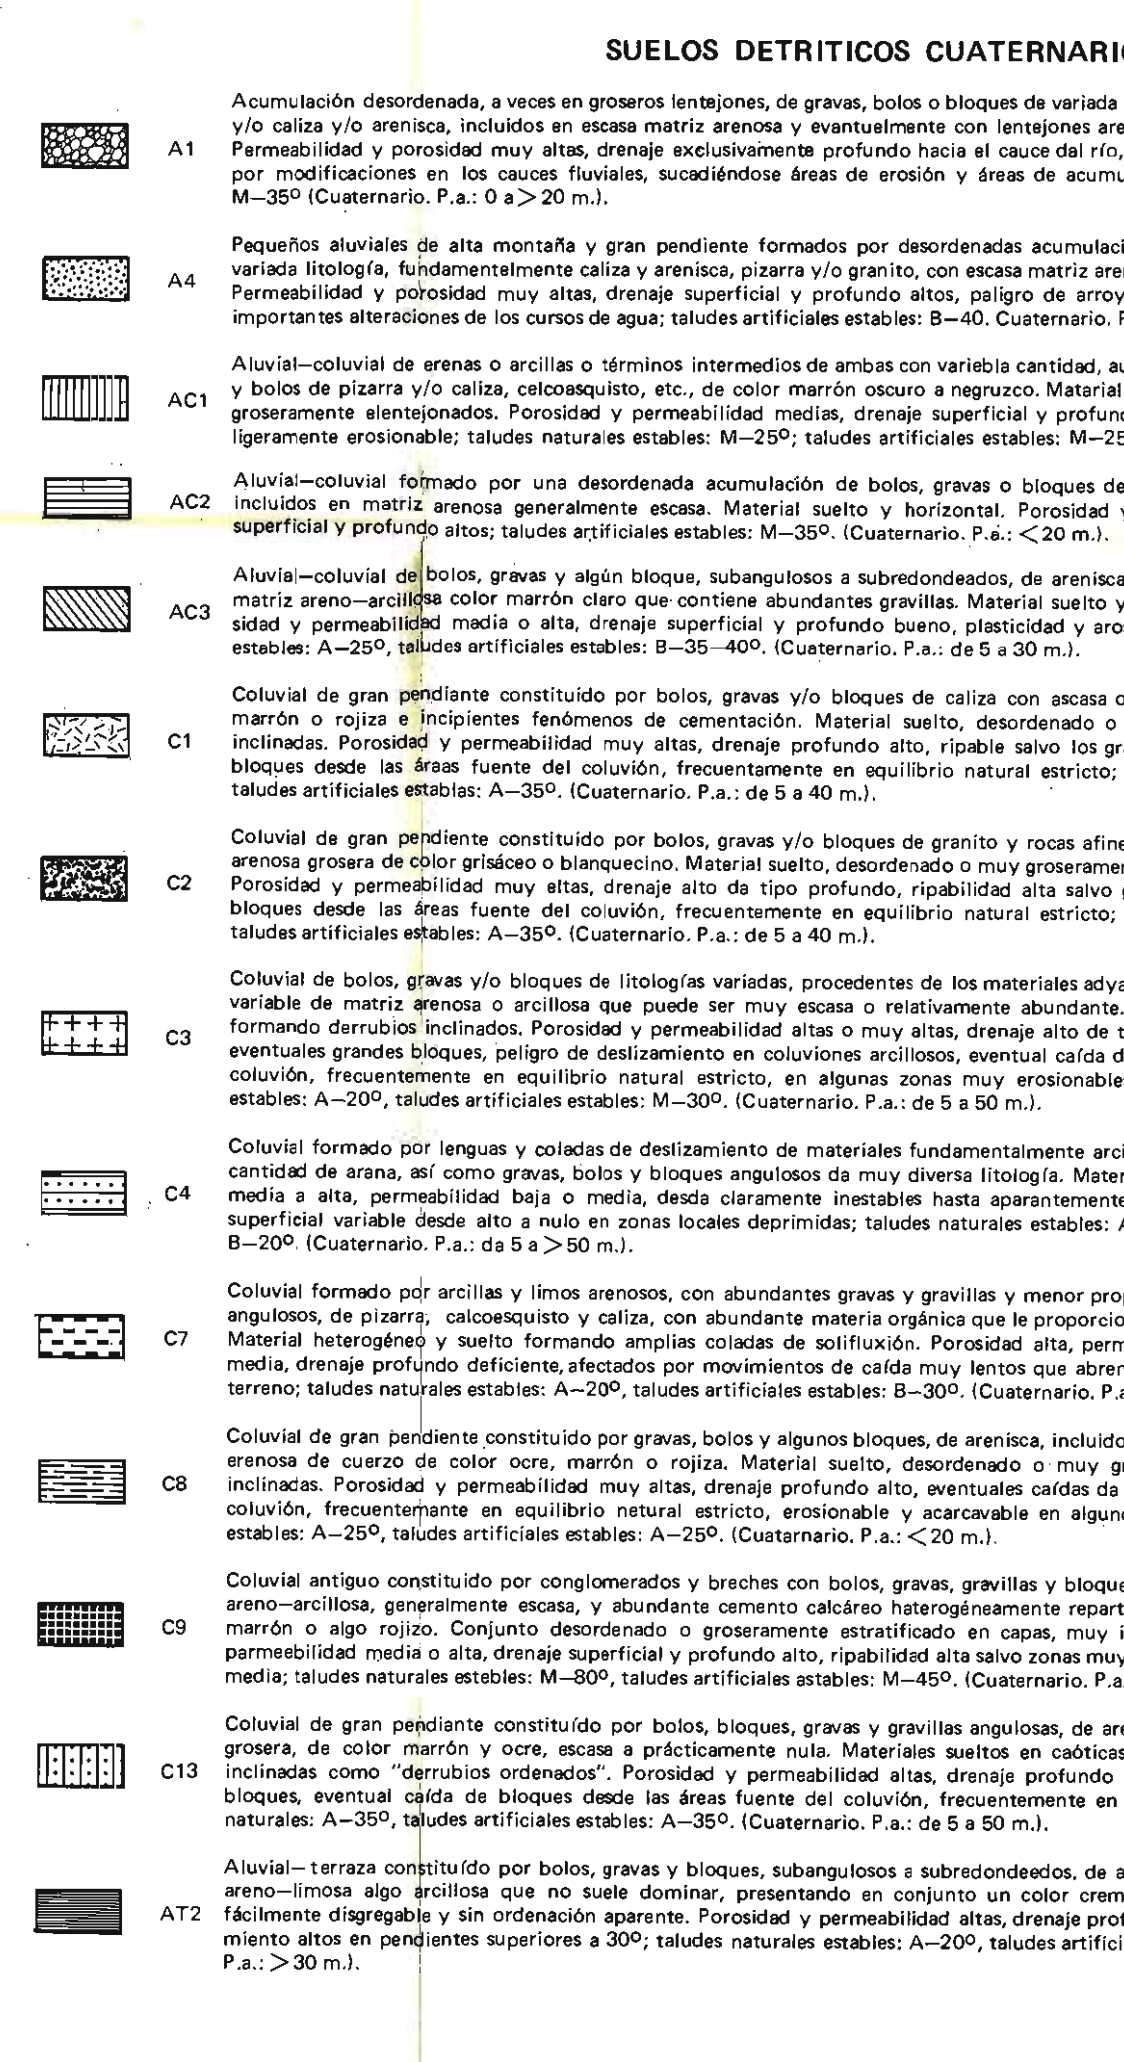 SUELOS DETRITICOS CUATERNARI
Acumulación desordenada, a veces en groseros lentejones, de gravas, bolos o bloques de variada
y/o caliza y/o arenisca, incluidos en escasa matriz arenosa y evantuelmente con lentejones are
A1 Permeabilidad y porosidad muy altas, drenaje exclusivamente profundo hacia el cauce dal río,
por modificaciones en los cauces fluviales, sucadiéndose áreas de erosión y áreas de acumu
M—35º (Cuaternario. P.a.: 0 a > 20 m.).
Pequeños aluviales de alta montaña y gran pendiente formados por desordenadas acumulaci
variada litología, fundamentelmente caliza y arenisca, pizarra y/o granito, con escasa matriz are
A4 Permeabilidad y porosidad muy altas, drenaje superficial y profundo altos, paligro de arroy
importantes alteraciones de los cursos de agua; taludes artificiales estables: B—40. Cuaternario. P
Aluvial—coluvial de erenas o arcillas o términos intermedios de ambas con variebla cantidad, au
AC1 y bolos de pizarra y/o caliza, celcoasquisto, etc., de color marrón oscuro a negruzco. Matarial
groseramente elentejonados. Porosidad y permeabilidad medias, drenaje superficial y profund
ligeramente erosionable; taludes naturales estables: M—25º; taludes artificiales estables: M—25
Aluvial—coluvial formado por una desordenada acumulación de bolos, gravas o bloques de
AC2 incluidos en matriz arenosa generalmente escasa. Material suelto y horizontal. Porosidad y
superficial y profundo altos; taludes artificiales estables: M—35º. (Cuaternario. P.a.: < 20 m.).
Aluvial—coluvial de bolos, gravas y algún bloque, subangulosos a subredondeados, de arenisca
AC3 matriz areno—arcillosa color marrón claro que contiene abundantes gravillas. Material suelto y
sidad y permeabilidad madia o alta, drenaje superficial y profundo bueno, plasticidad y aro
estables: A—25º, taludes artificiales estables: B—35—40º. (Cuaternario. P.a.: de 5 a 30 m.).
Coluvial de gran pendiante constituído por bolos, gravas y/o bloques de caliza con ascasa o
marrón o rojiza e incipientes fenómenos de cementación. Material suelto, desordenado o
C1 inclinadas. Porosidad y permeabilidad muy altas, drenaje profundo alto, ripable salvo los gr
bloques desde las áraas fuente del coluvión, frecuentamente en equilibrio natural estricto;
taludes artificiales establas: A—35º. (Cuaternario. P.a.: de 5 a 40 m.).
Coluvial de gran pendiente constituído por bolos, gravas y/o bloques de granito y rocas afine
arenosa grosera de color grisáceo o blanquecino. Material suelto, desordenado o muy groseramen
C2 Porosidad y permeabilidad muy eltas, drenaje alto da tipo profundo, ripabilidad alta salvo
bloques desde las áreas fuente del coluvión, frecuentemente en equilibrio natural estricto;
taludes artificiales estables: A—35º. (Cuaternario. P.a.: de 5 a 40 m.).
Coluvial de bolos, gravas y/o bloques de litologías variadas, procedentes de los materiales adya
variable de matriz arenosa o arcillosa que puede ser muy escasa o relativamente abundante.
C3 formando derrubios inclinados. Porosidad y permeabilidad altas o muy altas, drenaje alto de t
eventuales grandes bloques, peligro de deslizamiento en coluviones arcillosos, eventual caída d
coluvión, frecuentemente en equilibrio natural estricto, en algunas zonas muy erosionable
estables: A—20º, taludes artificiales estables: M—30º. (Cuaternario. P.a.: de 5 a 50 m.).
Coluvial formado por lenguas y coladas de deslizamiento de materiales fundamentalmente arci
cantidad de arana, así como gravas, bolos y bloques angulosos da muy diversa litología. Mater
C4 media a alta, permeabilidad baja o media, desda claramente inestables hasta aparantemente
superficial variable desde alto a nulo en zonas locales deprimidas; taludes naturales estables: A
B—20º. (Cuaternario. P.a.: da 5 a > 50 m.).
Coluvial formado por arcillas y limos arenosos, con abundantes gravas y gravillas y menor pro
angulosos, de pizarra, calcoesquisto y caliza, con abundante materia orgánica que le proporcio
C7 Material heterogéneo y suelto formando amplias coladas de solifluxión. Porosidad alta, perm
media, drenaje profundo deficiente, afectados por movimientos de caída muy lentos que abren
terreno; taludes naturales estables: A—20º, taludes artificiales estables: B—30º. (Cuaternario. P.a
Coluvial de gran pendiente constituido por gravas, bolos y algunos bloques, de arenisca, incluido
erenosa de cuerzo de color ocre, marrón o rojiza. Material suelto, desordenado o muy g
C8 inclinadas. Porosidad y permeabilidad muy altas, drenaje profundo alto, eventuales caídas da
coluvión, frecuentemante en equilibrio netural estricto, erosionable y acarcavable en algun
estables: A—25º, taludes artificiales estables: A—25º. (Cuatarnario. P.a.: < 20 m.).
Coluvial antiguo constituido por conglomerados y breches con bolos, gravas, gravillas y bloque
areno—arcillosa, generalmente escasa, y abundante cemento calcáreo heterogéneamente repart
C9 marrón o algo rojizo. Conjunto desordenado o groseramente estratificado en capas, muy i
parmeebilidad media o alta, drenaje superficial y profundo alto, ripabilidad alta salvo zonas muy
media; taludes naturales estebles: M—80º, taludes artificiales astables: M—45º. (Cuaternario. P.a
Coluvial de gran pendiante constituído por bolos, bloques, gravas y gravillas angulosas, de are
grosera, de color marrón y ocre, escasa a prácticamente nula. Materiales sueltos en caóticas
C13 inclinadas como "derrubios ordenados". Porosidad y permeabilidad altas, drenaje profundo
bloques, eventual caída de bloques desde las áreas fuente del coluvión, frecuentemente en
naturales: A—35º, taludes artificiales estables: A—35º. (Cuaternario. P.a.: de 5 a 50 m.).
Aluvial—terraza constituído por bolos, gravas y bloques, subangulosos a subredondeedos, de a
areno—limosa algo arcillosa que no suele dominar, presentando en conjunto un color crem
AT2 fácilmente disgregable y sin ordenación aparente. Porosidad y permeabilidad altas, drenaje prof
miento altos en pendientes superiores a 30º; taludes naturales estables: A—20º, taludes artifici
P.a.: > 30 m.).